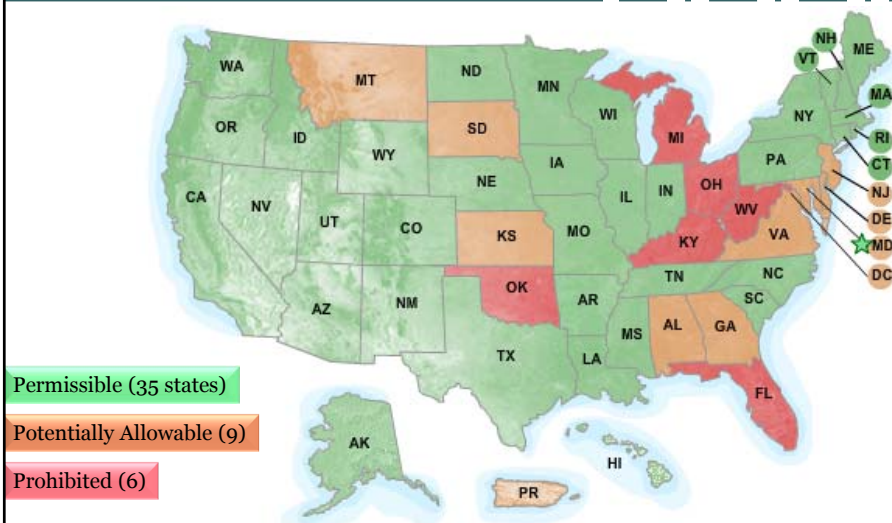 NH
VT
ME
WA
MT
ND
MN
MA
OR
ID
SD
WI
NY
MI
RI
WY
CT
PA
IA
NE
NJ
OH
IL
IN
NV
WV
DE
UT
CA
CO
VA
KS
MO
KY
MD
DC
NC
TN
OK
AZ
NM
AR
SC
MS
AL
GA
TX
LA
Permissible (35 states)
FL
Potentially Allowable (9)
AK
HI
Prohibited (6)
PR